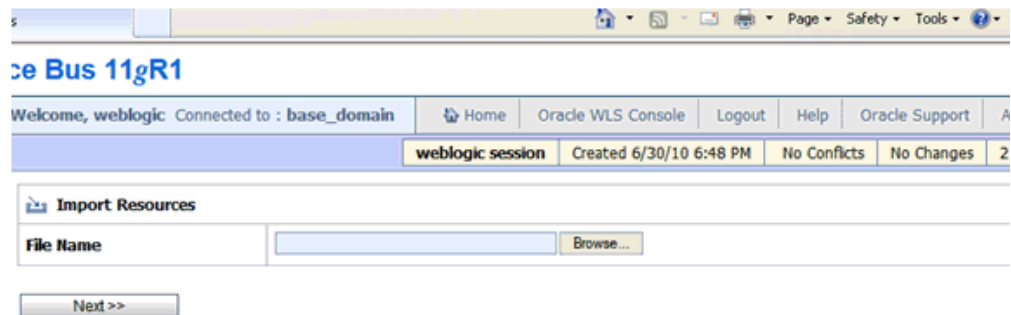 s
Page Safety Tools
ce Bus 11gR1
Welcome, weblogic Connected to : base_domain Home Oracle WLS Console Logout Help Oracle Support A
weblogic session Created 6/30/10 6:48 PM No Conflicts No Changes 2
Import Resources
File Name Browse...
Next >>